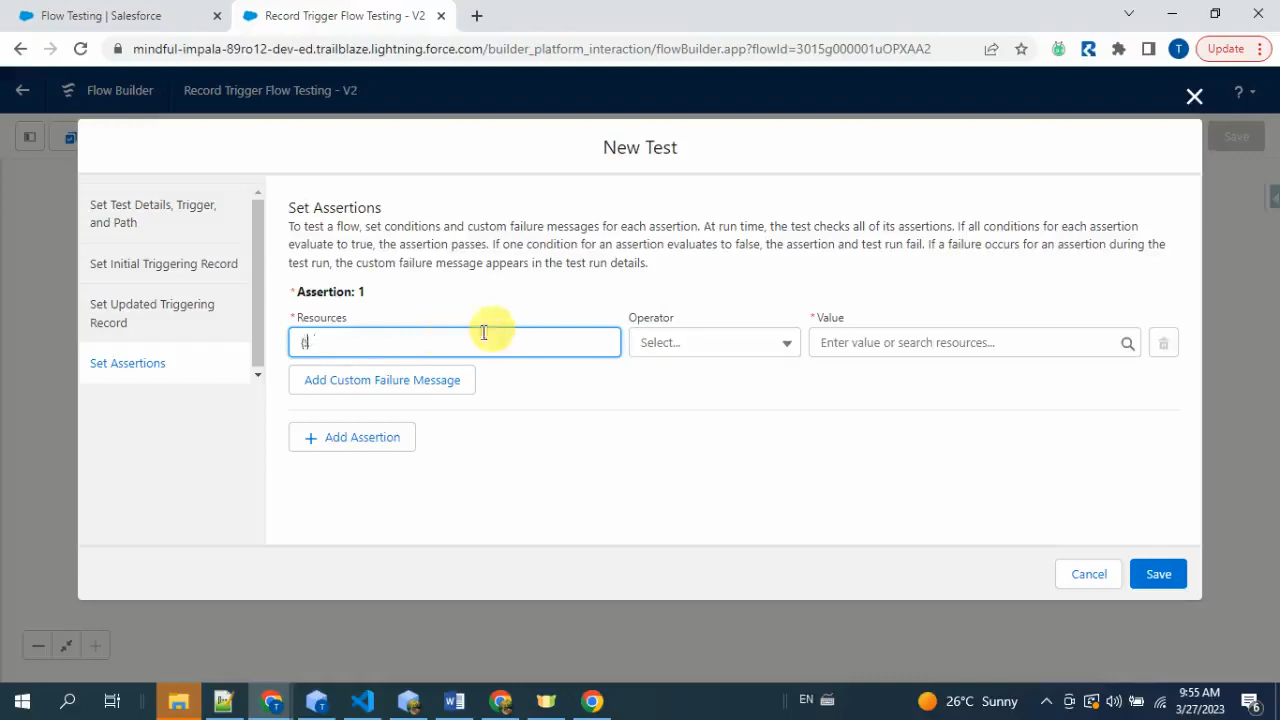 Flow Testing | Salesforce
Record Trigger Flow Testing - V2
mindful-impala-89ro12-dev-ed.trailblaze.lightning.force.com/builder_platform_interaction/flowBuilder.app?flowId=3015g000001uOPXAA2
T
Update
Flow Builder
Record Trigger Flow Testing - V2
?
Save
New Test
Set Test Details, Trigger,
and Path
Set Initial Triggering Record
Set Updated Triggering
Record
Set Assertions
Set Assertions
To test a flow, set conditions and custom failure messages for each assertion. At run time, the test checks all of its assertions. If all conditions for each assertion
evaluate to true, the assertion passes. If one condition for an assertion evaluates to false, the assertion and test run fail. If a failure occurs for an assertion during the
test run, the custom failure message appears in the test run details.
* Assertion: 1
* Resources
Operator
* Value
Select...
Enter value or search resources...
Add Custom Failure Message
+ Add Assertion
Cancel
Save
EN
26°C Sunny
9:55 AM
3/27/2023
6